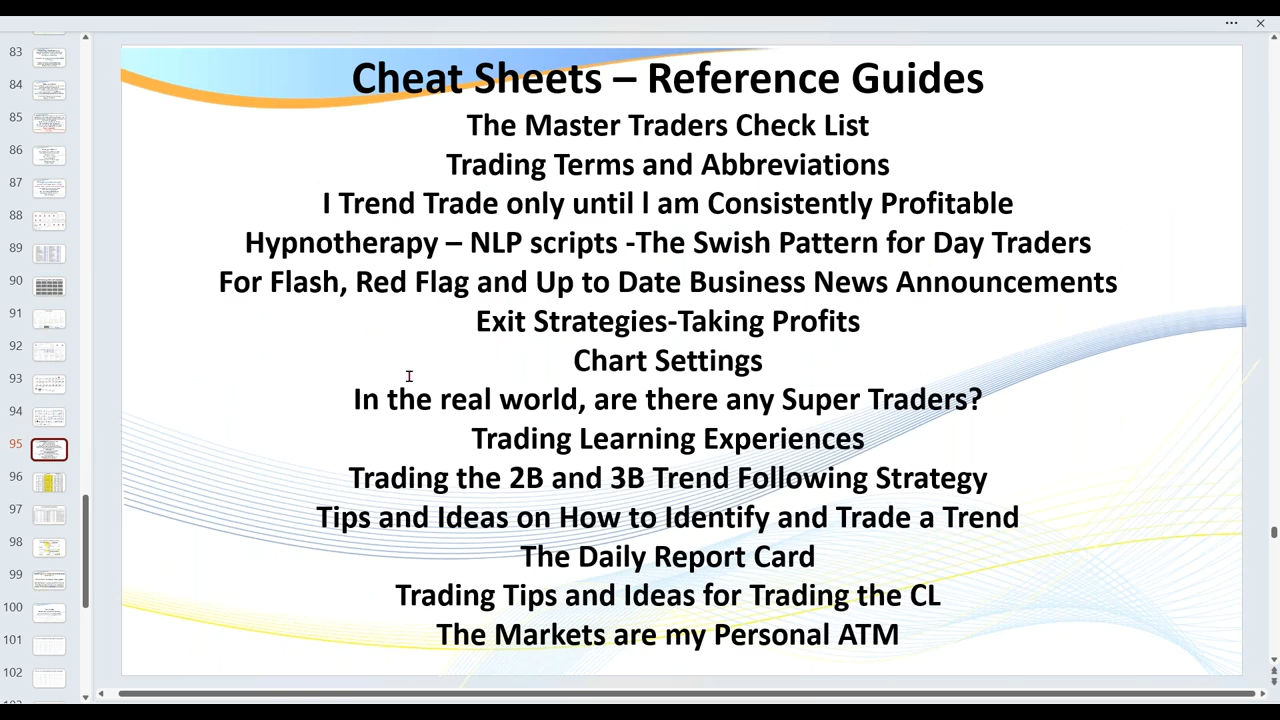 83
84
85
86
87
88
89
90
91
92
93
94
95
96
97
98
99
100
101
102
Cheat Sheets – Reference Guides
The Master Traders Check List
Trading Terms and Abbreviations
I Trend Trade only until l am Consistently Profitable
Hypnotherapy – NLP scripts -The Swish Pattern for Day Traders
For Flash, Red Flag and Up to Date Business News Announcements
Exit Strategies-Taking Profits
Chart Settings
In the real world, are there any Super Traders?
Trading Learning Experiences
Trading the 2B and 3B Trend Following Strategy
Tips and Ideas on How to Identify and Trade a Trend
The Daily Report Card
Trading Tips and Ideas for Trading the CL
The Markets are my Personal ATM